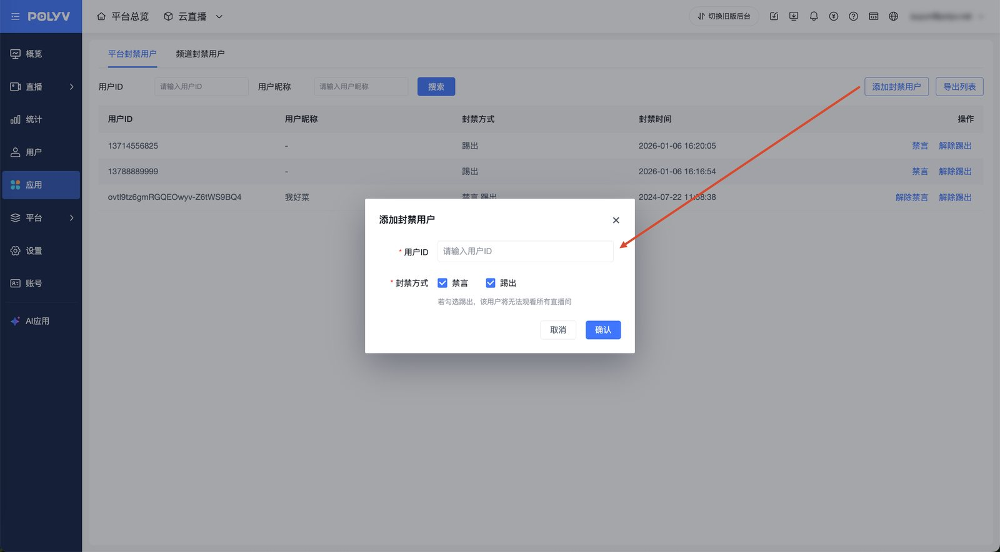 POLYV
平台总览
云直播
切换旧版后台
概览
直播
统计
用户
应用
平台
设置
账号
AI应用
平台封禁用户
频道封禁用户
用户ID
请输入用户ID
用户昵称
请输入用户昵称
搜索
添加封禁用户
导出列表
用户ID 用户昵称 封禁方式 封禁时间 操作
13714556825 - 踢出 2026-01-06 16:20:05 禁言 解除踢出
13788889999 - 踢出 2026-01-06 16:16:54 禁言 解除踢出
ovtl9tz6gmRGQEOwyv-Z6tWS9BQ4 我好菜 禁言 踢出 2024-07-22 11:58:38 解除禁言 解除踢出
添加封禁用户
* 用户ID 请输入用户ID
* 封禁方式 禁言 踢出
若勾选踢出，该用户将无法观看所有直播间
取消 确认